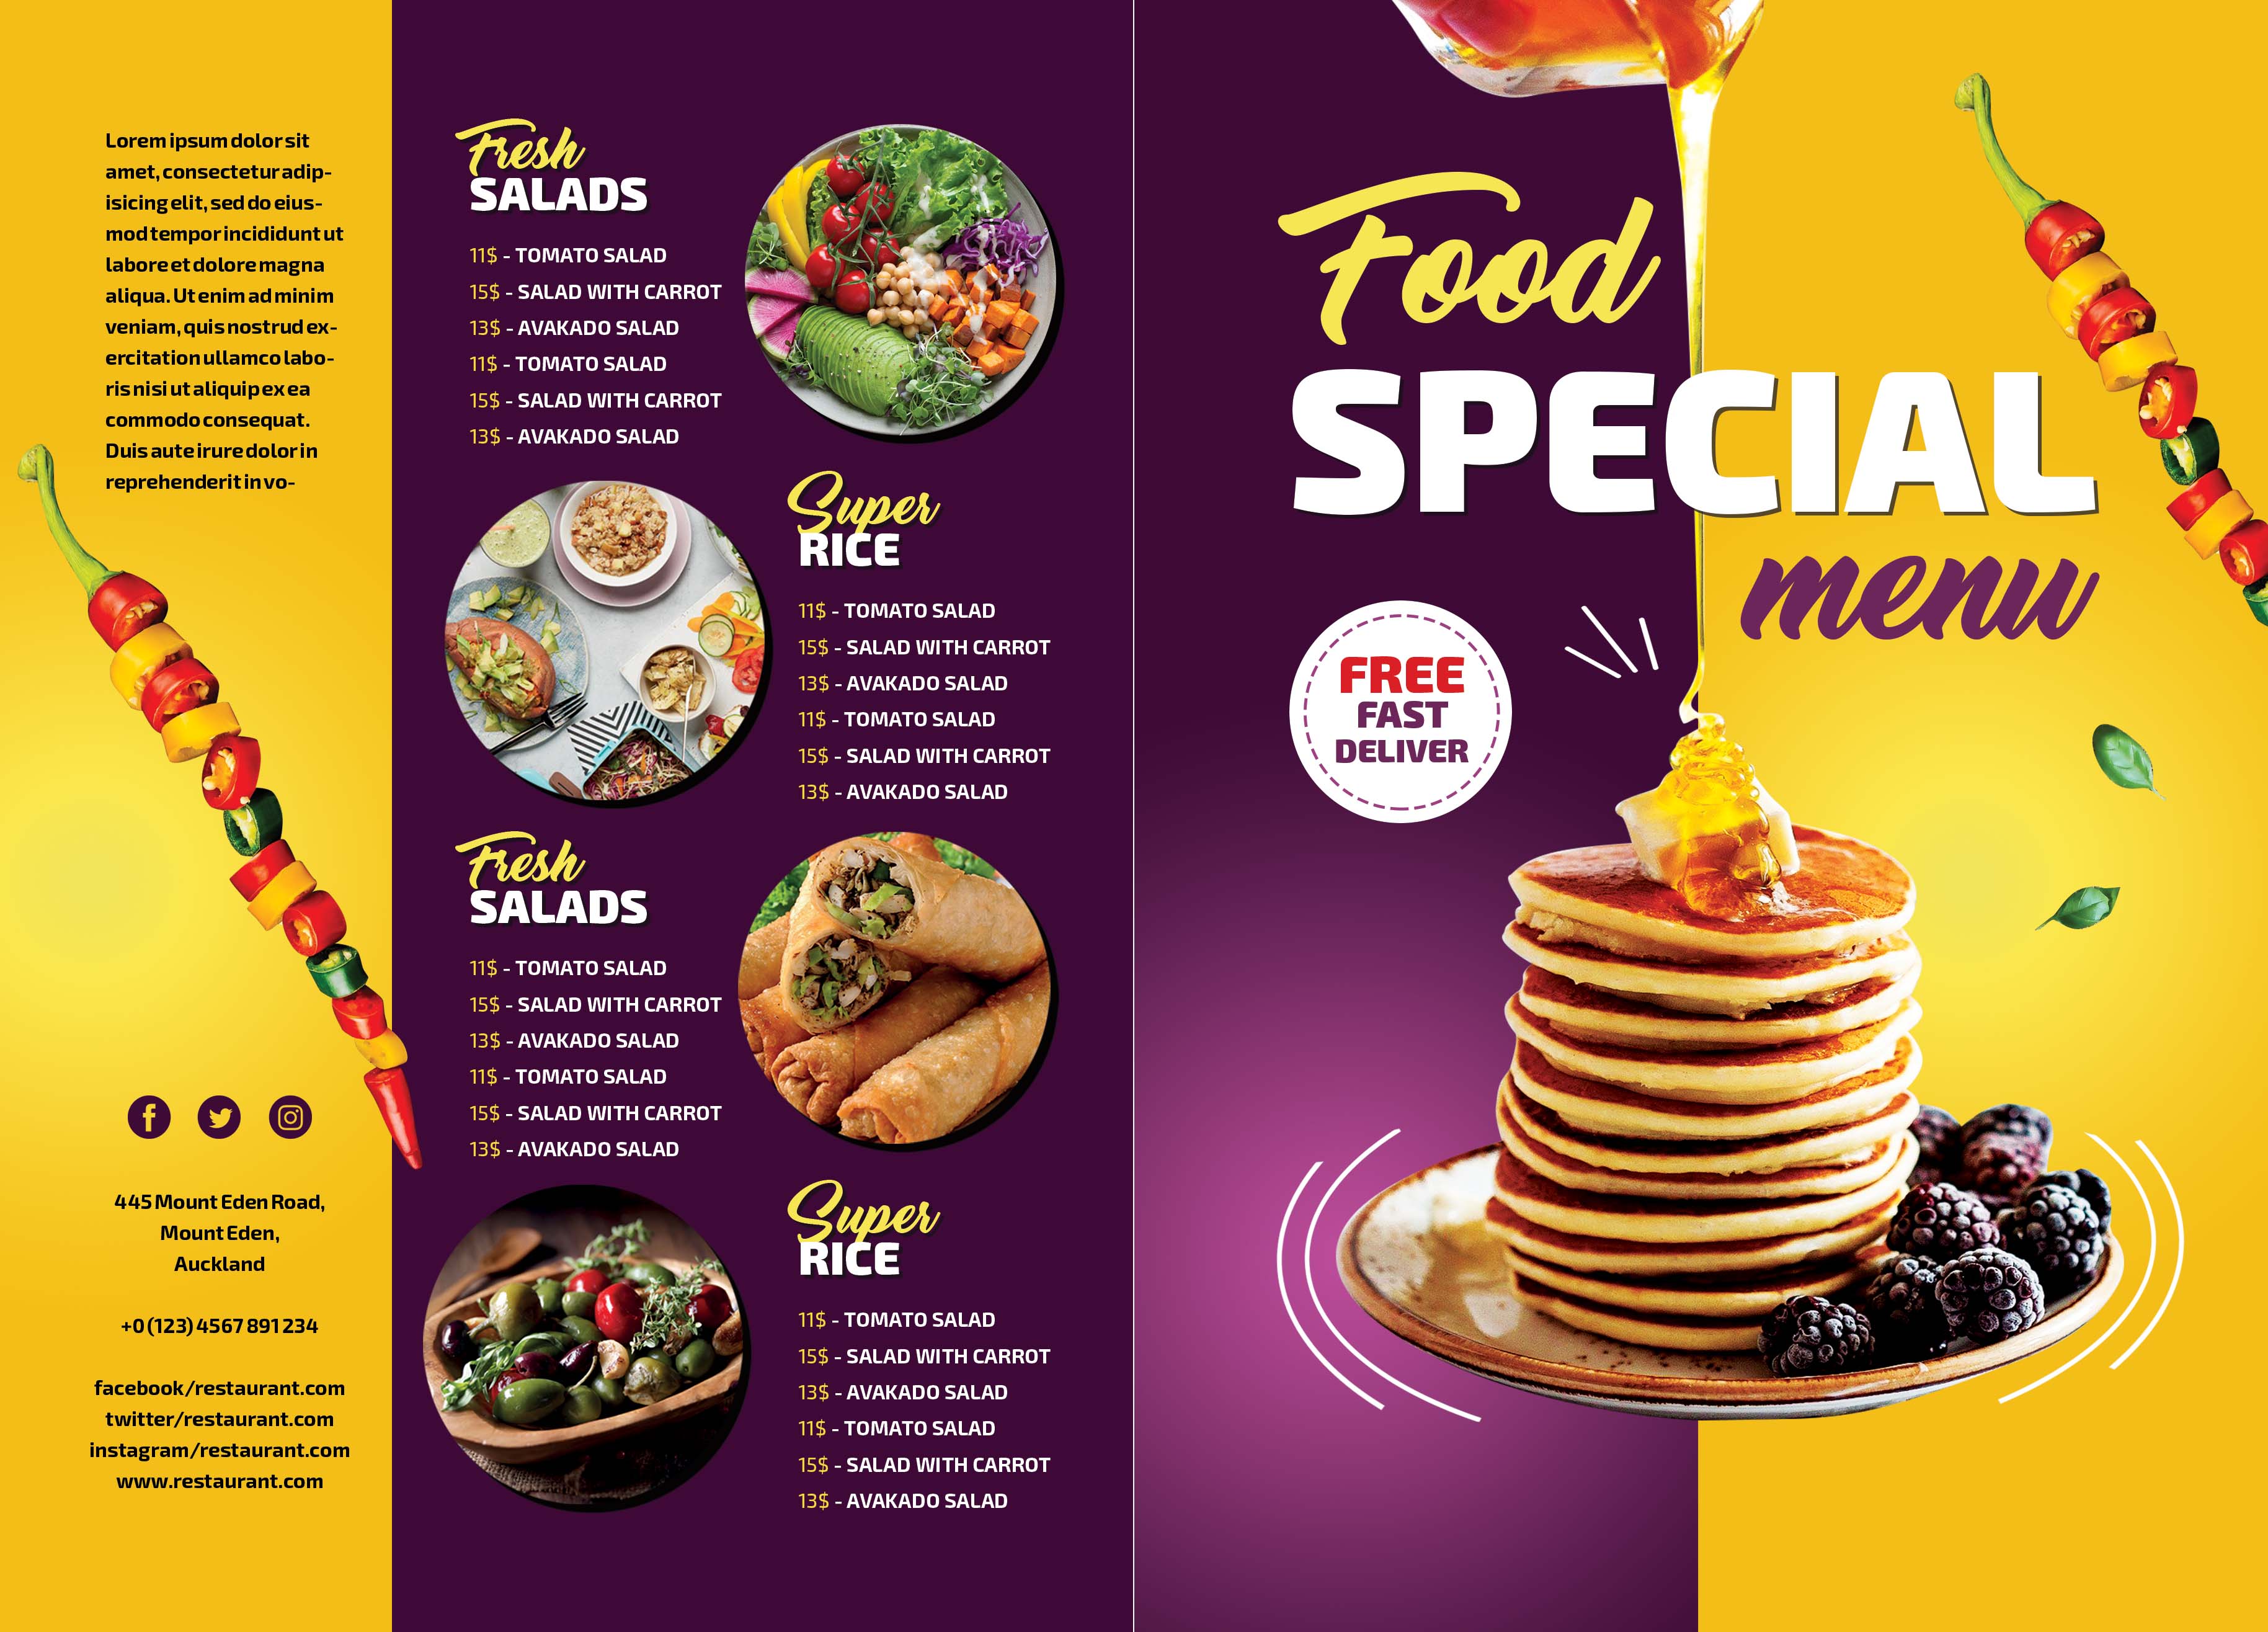 Lorem ipsum dolor sit
amet, consectetur adip-
isicing elit, sed do eius-
mod tempor incididunt ut
labore et dolore magna
aliqua. Ut enim ad minim
veniam, quis nostrud ex-
ercitation ullamco labo-
ris nisi ut aliquip ex ea
commodo consequat.
Duis aute irure dolor in
reprehenderit in vo-
445 Mount Eden Road,
Mount Eden,
Auckland
+0 (123) 4567 891 234
facebook/restaurant.com
twitter/restaurant.com
instagram/restaurant.com
www.restaurant.com
Fresh
SALADS
11$ - TOMATO SALAD
15$ - SALAD WITH CARROT
13$ - AVAKADO SALAD
11$ - TOMATO SALAD
15$ - SALAD WITH CARROT
13$ - AVAKADO SALAD
Super
RICE
11$ - TOMATO SALAD
15$ - SALAD WITH CARROT
13$ - AVAKADO SALAD
11$ - TOMATO SALAD
15$ - SALAD WITH CARROT
13$ - AVAKADO SALAD
Fresh
SALADS
11$ - TOMATO SALAD
15$ - SALAD WITH CARROT
13$ - AVAKADO SALAD
11$ - TOMATO SALAD
15$ - SALAD WITH CARROT
13$ - AVAKADO SALAD
Super
RICE
11$ - TOMATO SALAD
15$ - SALAD WITH CARROT
13$ - AVAKADO SALAD
11$ - TOMATO SALAD
15$ - SALAD WITH CARROT
13$ - AVAKADO SALAD
Food
SPECIAL
menu
FREE
FAST
DELIVER